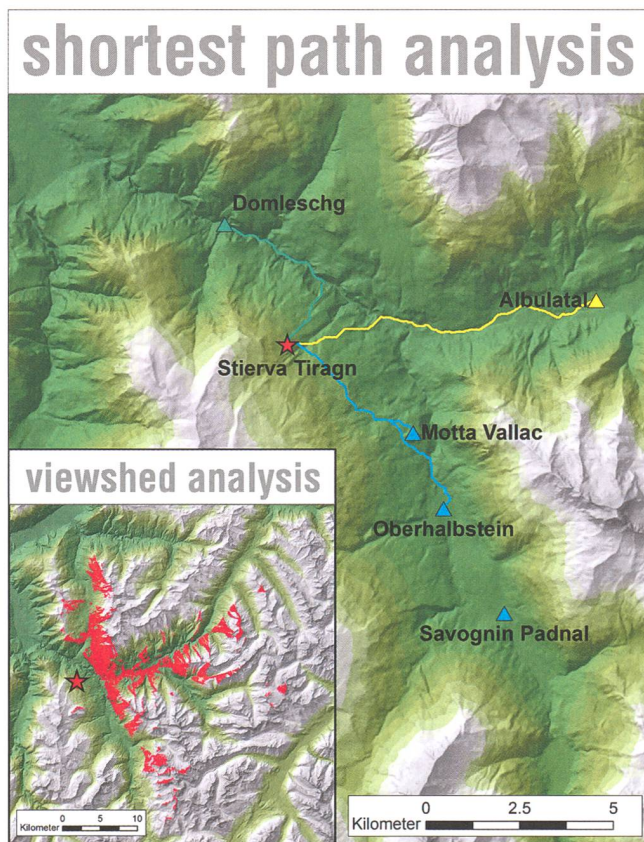 shortest path analysis
Domleschg
Albulatal
Stierva Tiragn
Motta Vallac
Oberhalbstein
Savognin Padnal
viewshed analysis
0 5 10
Kilometer
0 2.5 5
Kilometer